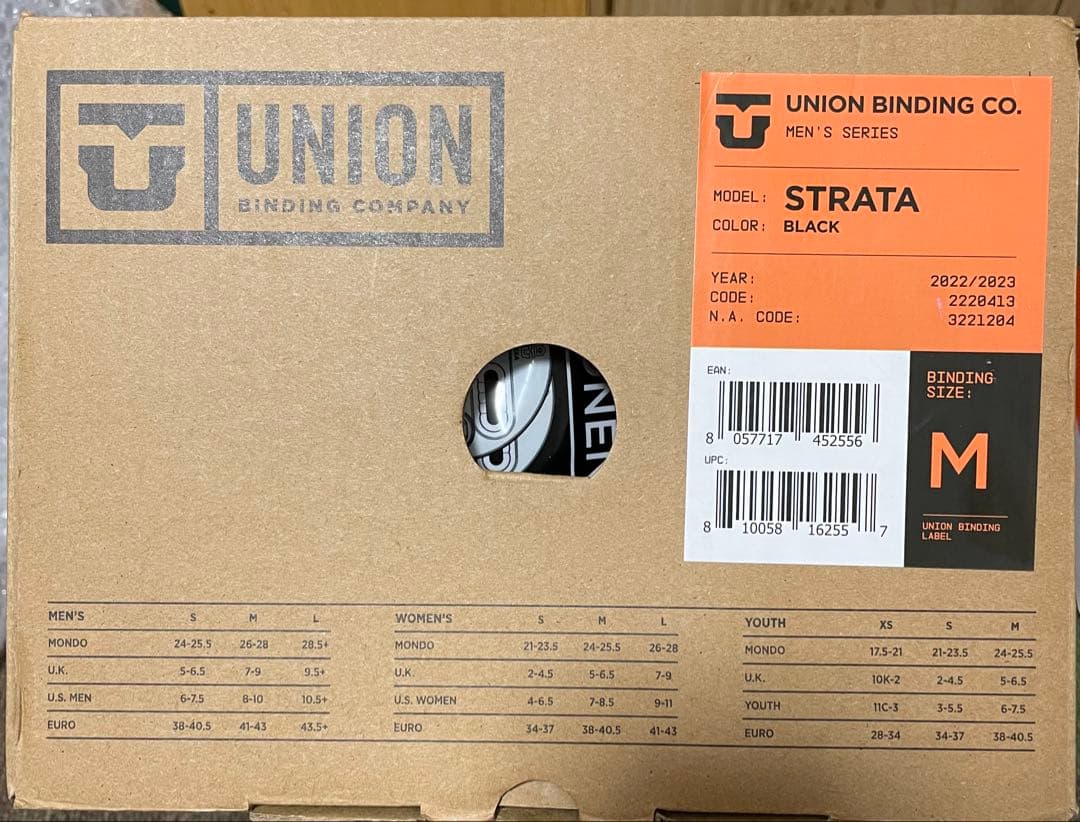 UNION
BINDING COMPANY
UNION BINDING CO.
MEN'S SERIES
MODEL: STRATA
COLOR: BLACK
YEAR: 2022/2023
CODE: 2220413
N.A. CODE: 3221204
EAN:
8 057717 452556
UPC:
8 10058 16255 7
BINDING
SIZE:
M
UNION BINDING
LABEL
MEN'S S M L
MONDO 24-25.5 26-28 28.5+
U.K. 5-6.5 7-9 9.5+
U.S. MEN 6-7.5 8-10 10.5+
EURO 38-40.5 41-43 43.5+
WOMEN'S S M L
MONDO 21-23.5 24-25.5 26-28
U.K. 2-4.5 5-6.5 7-9
U.S. WOMEN 4-6.5 7-8.5 9-11
EURO 34-37 38-40.5 41-43
YOUTH XS S M
MONDO 17.5-21 21-23.5 24-25.5
U.K. 10K-2 2-4.5 5-6.5
YOUTH 11C-3 3-5.5 6-7.5
EURO 28-34 34-37 38-40.5